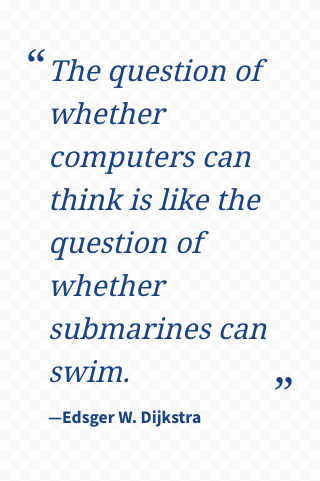 “ The question of
whether
computers can
think is like the
question of
whether
submarines can
swim. ”
—Edsger W. Dijkstra